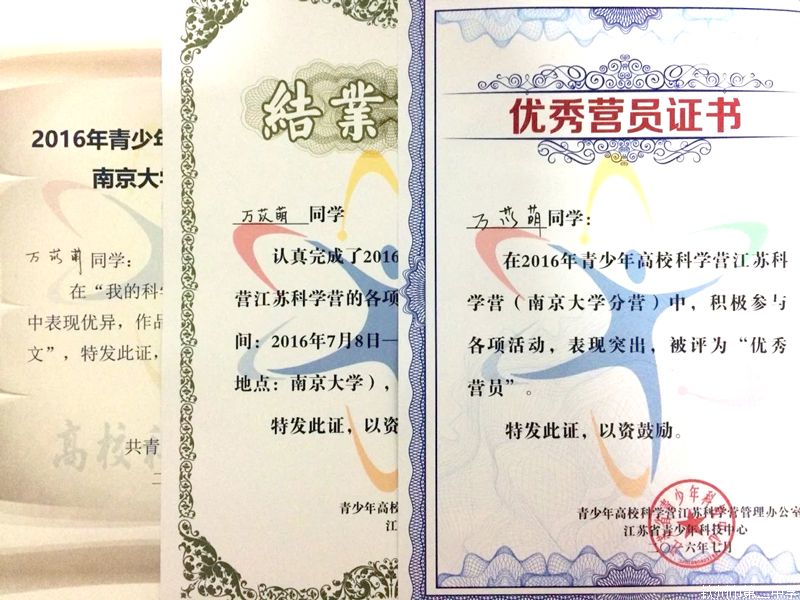 2016年青少年
南京大学
万苡萌同学：
在“我的科学
中表现优异，作品
文”，特发此证，
高校科
共青
結業
万苡萌同学
认真完成了2016
营江苏科学营的各项
间：2016年7月8日—
地点：南京大学），
特发此证，以资
青少年高校
江
优秀营员证书
万苡萌同学：
在2016年青少年高校科学营江苏科
学营（南京大学分营）中，积极参与
各项活动，表现突出，被评为“优秀
营员”。
特发此证，以资鼓励。
青少年高校科学营江苏科学营管理办公室
江苏省青少年科技中心
二〇一六年七月